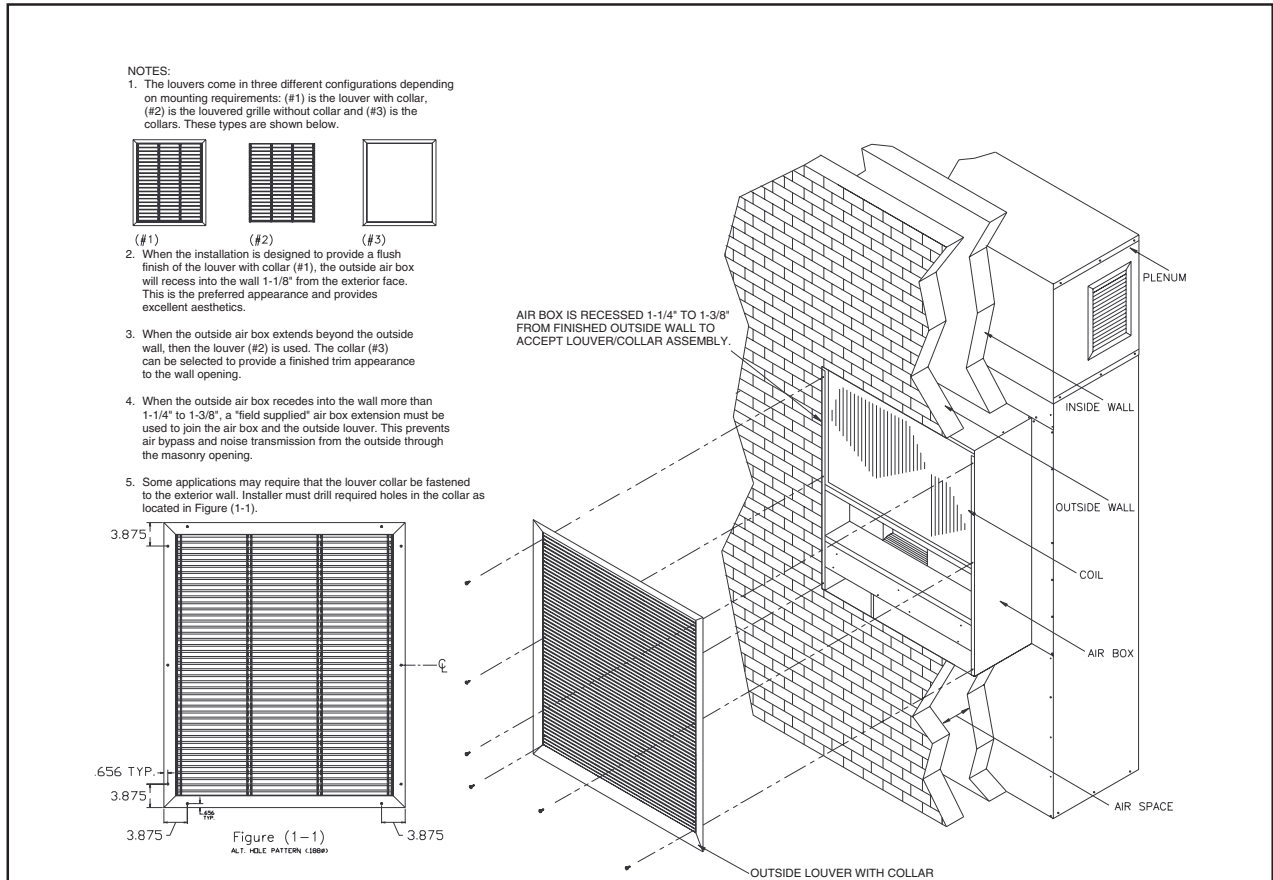 NOTES:
1. The louvers come in three different configurations depending
on mounting requirements: (#1) is the louver with collar,
(#2) is the louvered grille without collar and (#3) is the
collars. These types are shown below.
(#1) (#2) (#3)
2. When the installation is designed to provide a flush
finish of the louver with collar (#1), the outside air box
will recess into the wall 1-1/8" from the exterior face.
This is the preferred appearance and provides
excellent aesthetics.
3. When the outside air box extends beyond the outside
wall, then the louver (#2) is used. The collar (#3)
can be selected to provide a finished trim appearance
to the wall opening.
4. When the outside air box recedes into the wall more than
1-1/4" to 1-3/8", a "field supplied" air box extension must be
used to join the air box and the outside louver. This prevents
air bypass and noise transmission from the outside through
the masonry opening.
5. Some applications may require that the louver collar be fastened
to the exterior wall. Installer must drill required holes in the collar as
located in Figure (1-1).
3.875
℄
.656 TYP.
3.875
.656
TYP.
3.875
3.875
Figure (1-1)
ALT. HOLE PATTERN (.188ø)
AIR BOX IS RECESSED 1-1/4" TO 1-3/8"
FROM FINISHED OUTSIDE WALL TO
ACCEPT LOUVER/COLLAR ASSEMBLY.
PLENUM
INSIDE WALL
OUTSIDE WALL
COIL
AIR BOX
AIR SPACE
OUTSIDE LOUVER WITH COLLAR